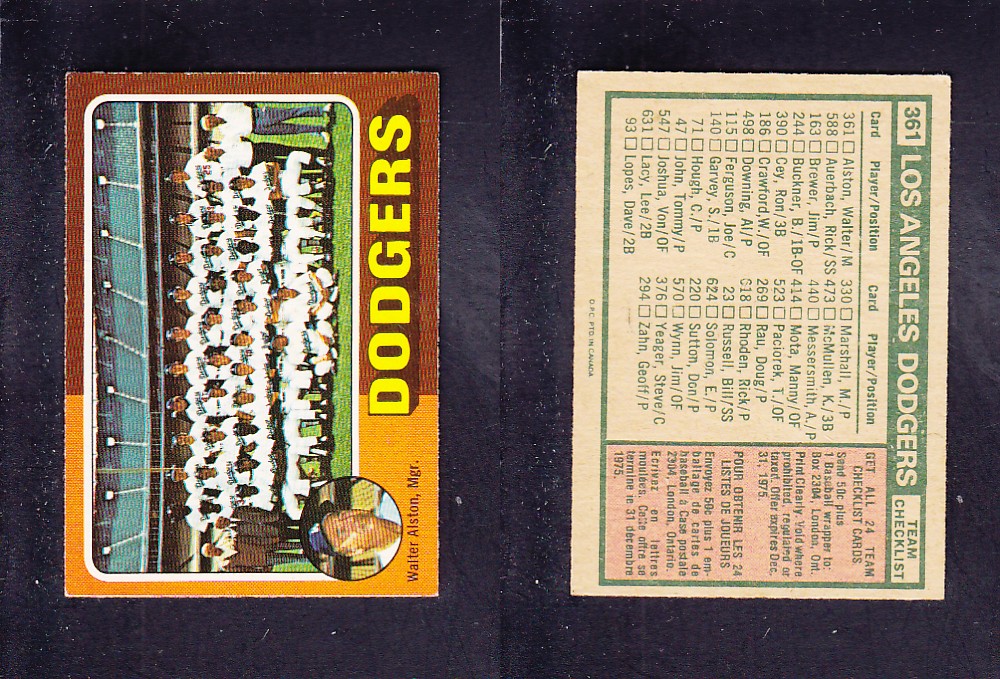 DODGERS
Walter Alston, Mgr.
361 LOS ANGELES DODGERS TEAM CHECKLIST
Card Player/Position Card Player/Position
361 Alston, Walter/M 330 Marshall, M./P
588 Auerbach, Rick/SS 473 McMullen, K./3B
163 Brewer, Jim/P 440 Messersmith, A./P
244 Buckner, B./1B-OF 414 Mota, Manny/OF
390 Cey, Ron/3B 523 Paciorek, T./OF
186 Crawford, W./OF 269 Rau, Doug/P
498 Downing, Al/P 618 Rhoden, Rick/P
115 Ferguson, Joe/C 23 Russell, Bill/SS
140 Garvey, S./1B 624 Solomon, E./P
71 Hough, C./P 220 Sutton, Don/P
47 John, Tommy/P 570 Wynn, Jim/OF
547 Joshua, Von/OF 376 Yeager, Steve/C
631 Lacy, Lee/2B 294 Zahn, Geoff/P
93 Lopes, Dave/2B
O.P.C. PTD. IN CANADA
GET ALL 24 TEAM
CHECKLIST CARDS
Send 50c plus
1 Baseball wrapper to:
Box 2304, London, Ont.
Print Clearly. Void where
prohibited, regulated or
taxed. Offer expires Dec.
31, 1975.
POUR OBTENIR LES 24
LISTES DE JOUEURS
Envoyez 50c plus 1 em-
ballage de cartes de
baseball à Case postale
2304, London, Ontario.
Ecrivez en lettres
moulées. Cette offre se
termine le 31 décembre
1975.